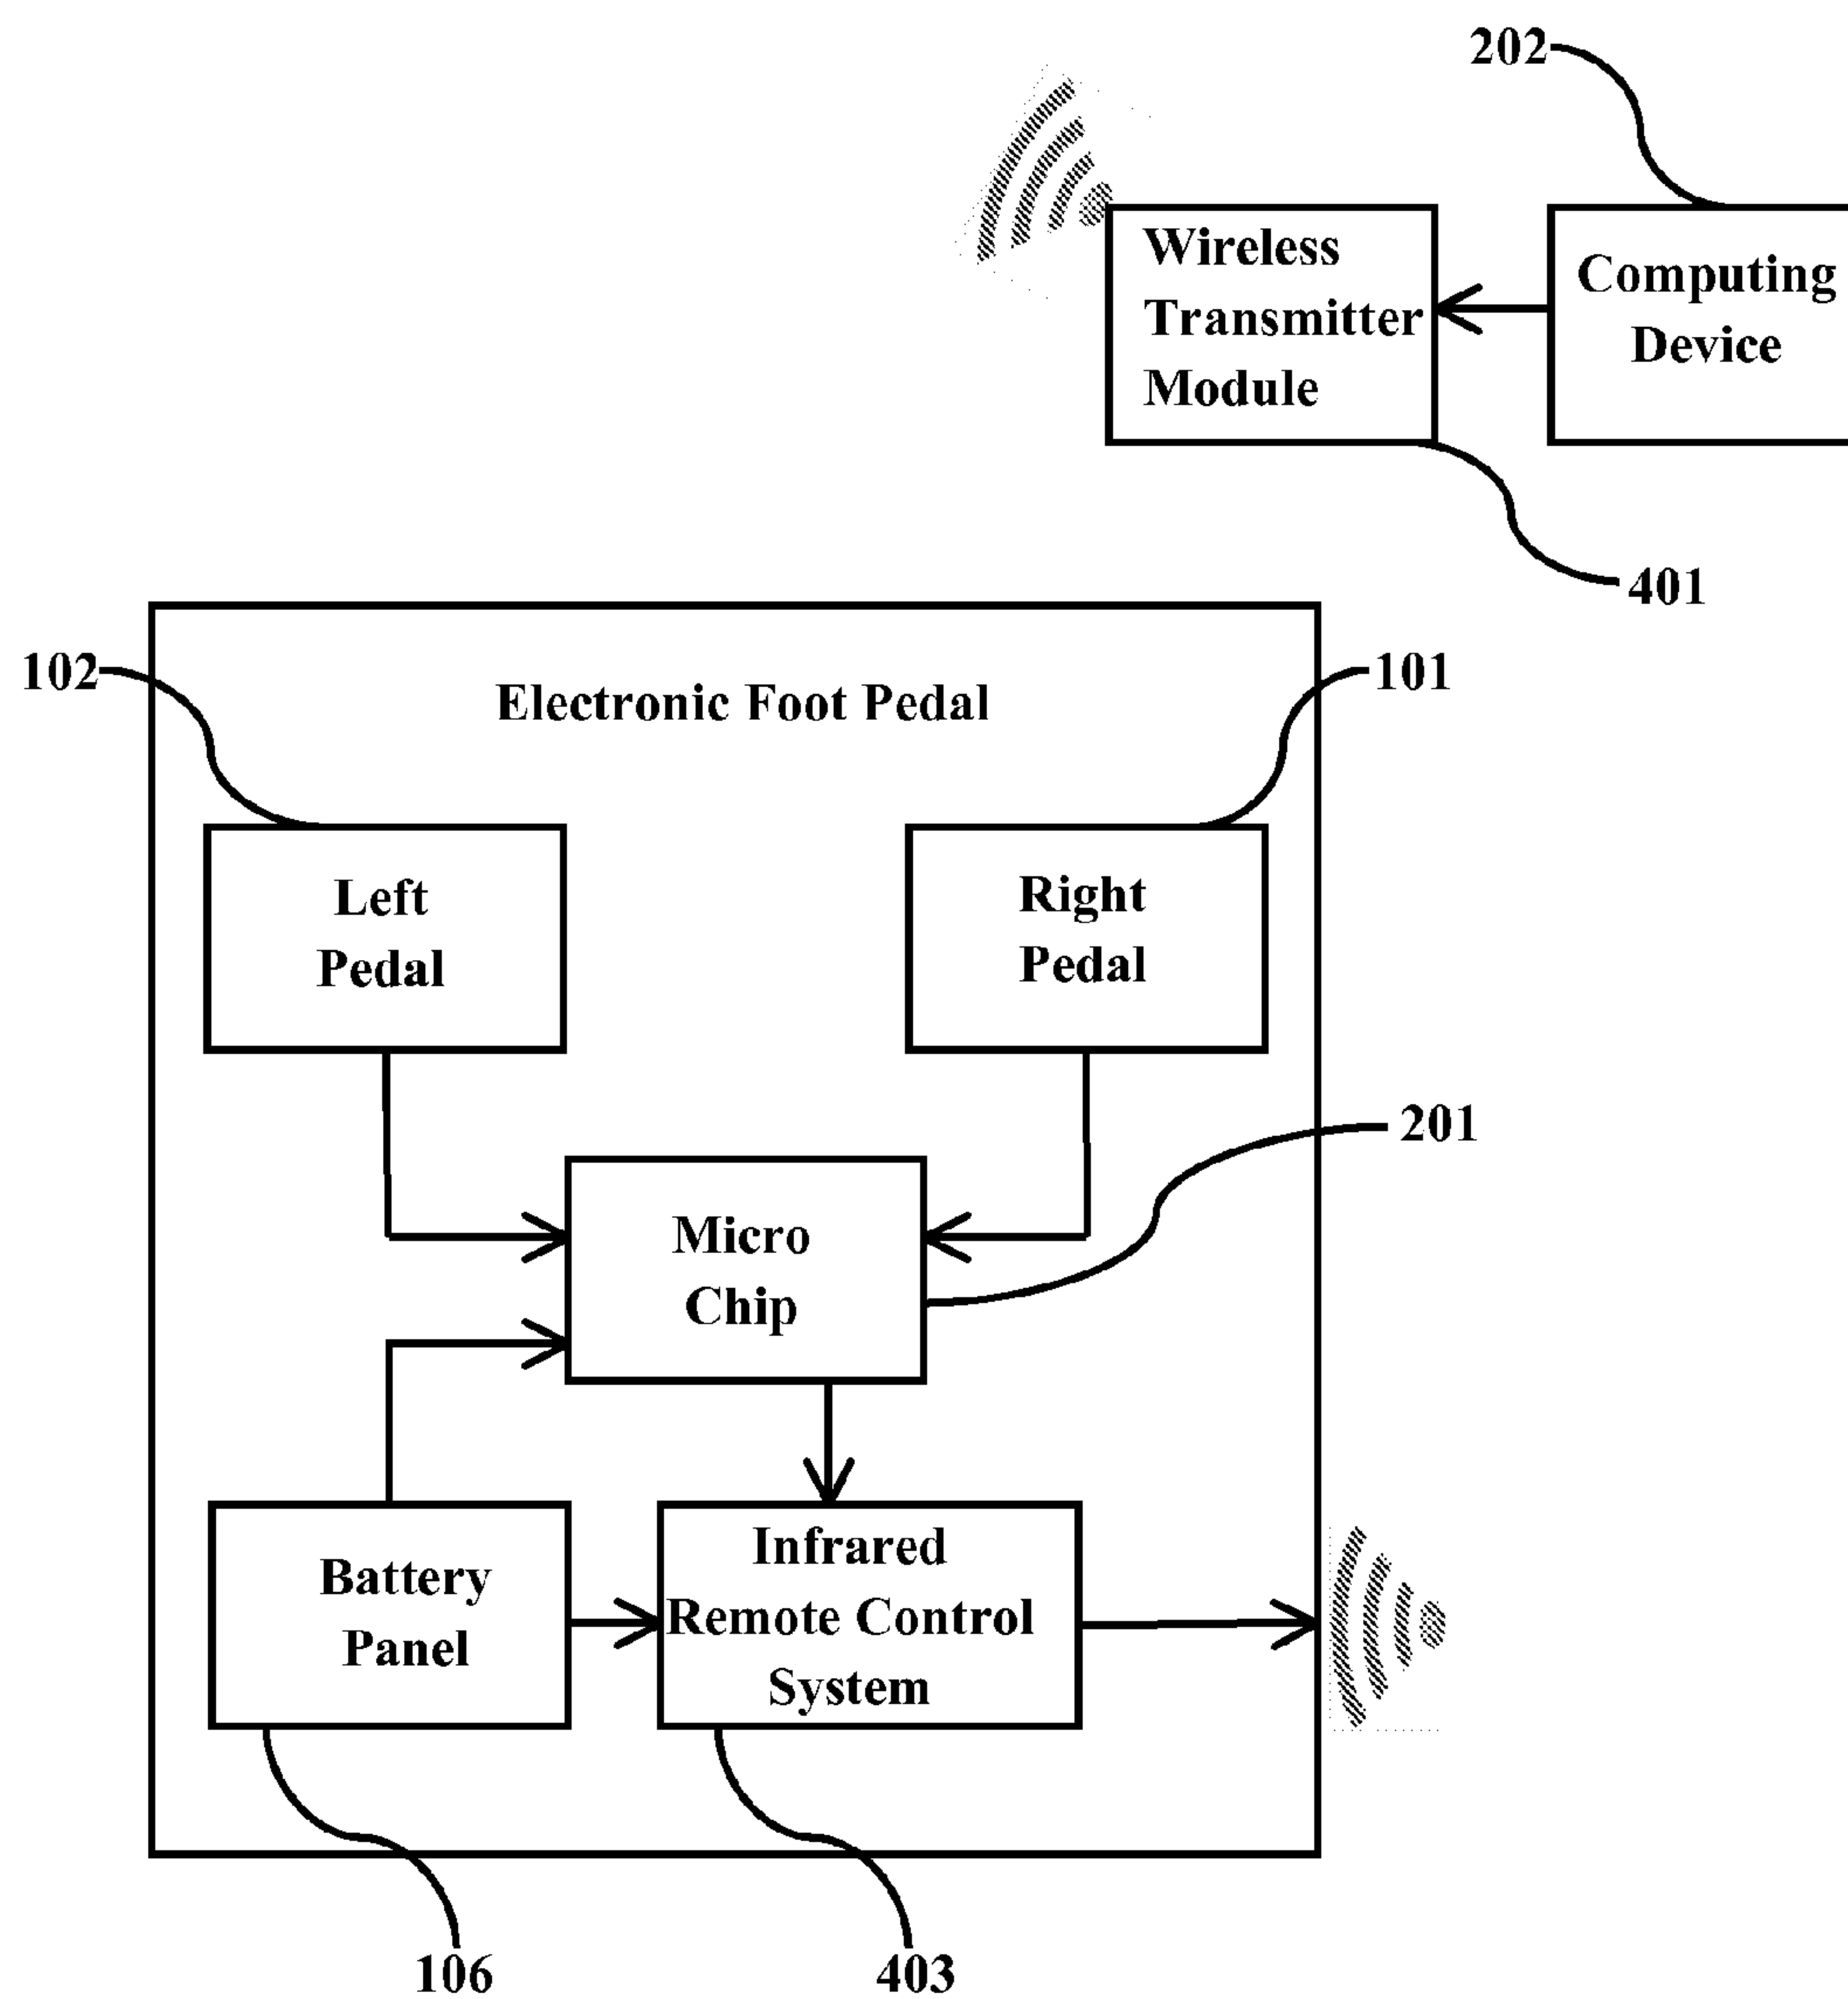 202
Wireless
Transmitter
Module
Computing
Device
401
102
Electronic Foot Pedal
101
Left
Pedal
Right
Pedal
201
Micro
Chip
Battery
Panel
Infrared
Remote Control
System
106
403